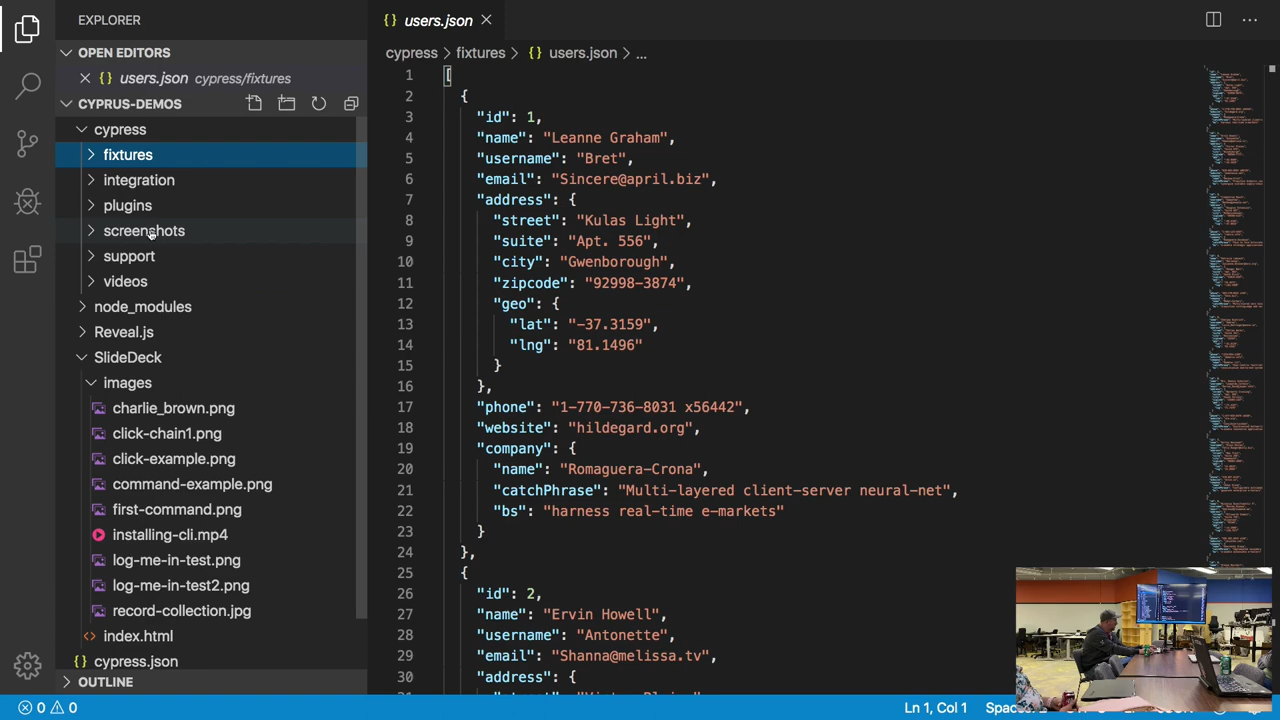 EXPLORER
OPEN EDITORS
users.json cypress/fixtures
CYPRUS-DEMOS
cypress
fixtures
integration
plugins
screenshots
support
videos
node_modules
Reveal.js
SlideDeck
images
charlie_brown.png
click-chain1.png
click-example.png
command-example.png
first-command.png
installing-cli.mp4
log-me-in-test.png
log-me-in-test2.png
record-collection.jpg
index.html
{} cypress.json
OUTLINE
{} users.json
cypress > fixtures > {} users.json > ...
1 [
2 {
3 "id": 1,
4 "name": "Leanne Graham",
5 "username": "Bret",
6 "email": "Sincere@april.biz",
7 "address": {
8 "street": "Kulas Light",
9 "suite": "Apt. 556",
10 "city": "Gwenborough",
11 "zipcode": "92998-3874",
12 "geo": {
13 "lat": "-37.3159",
14 "lng": "81.1496"
15 }
16 },
17 "phone": "1-770-736-8031 x56442",
18 "website": "hildegard.org",
19 "company": {
20 "name": "Romaguera-Crona",
21 "catchPhrase": "Multi-layered client-server neural-net",
22 "bs": "harness real-time e-markets"
23 }
24 },
25 {
26 "id": 2,
27 "name": "Ervin Howell",
28 "username": "Antonette",
29 "email": "Shanna@melissa.tv",
30 "address": {
0 0 Ln 1, Col 1 Spaces: